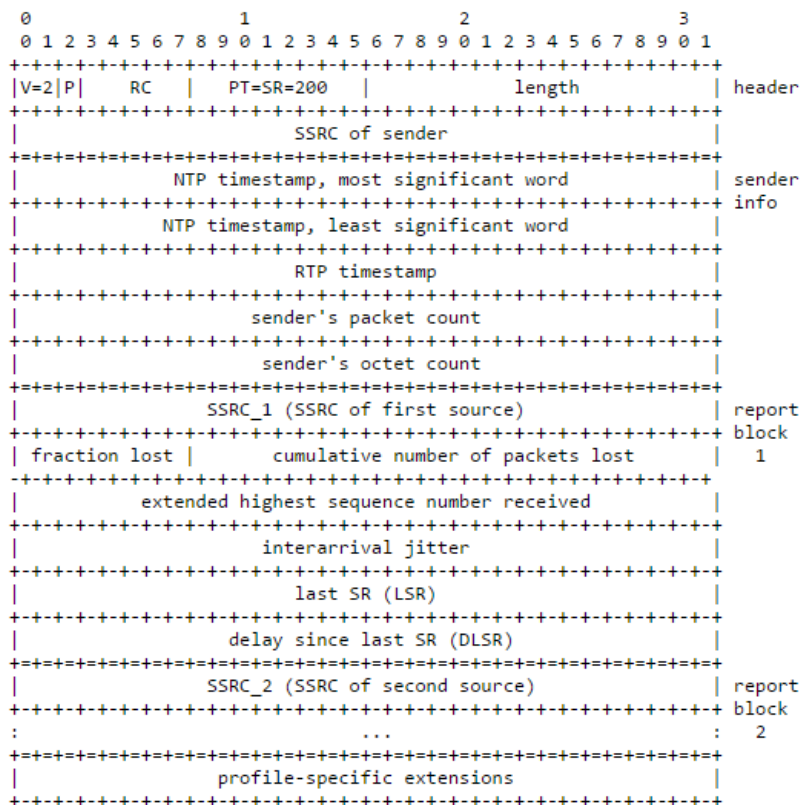 0                   1                   2                   3
 0 1 2 3 4 5 6 7 8 9 0 1 2 3 4 5 6 7 8 9 0 1 2 3 4 5 6 7 8 9 0 1
+-+-+-+-+-+-+-+-+-+-+-+-+-+-+-+-+-+-+-+-+-+-+-+-+-+-+-+-+-+-+-+-+
|V=2|P|    RC   |   PT=SR=200   |             length            | header
+-+-+-+-+-+-+-+-+-+-+-+-+-+-+-+-+-+-+-+-+-+-+-+-+-+-+-+-+-+-+-+-+
|                         SSRC of sender                        |
+=+=+=+=+=+=+=+=+=+=+=+=+=+=+=+=+=+=+=+=+=+=+=+=+=+=+=+=+=+=+=+=+
|              NTP timestamp, most significant word             | sender
+-+-+-+-+-+-+-+-+-+-+-+-+-+-+-+-+-+-+-+-+-+-+-+-+-+-+-+-+-+-+-+-+ info
|             NTP timestamp, least significant word             |
+-+-+-+-+-+-+-+-+-+-+-+-+-+-+-+-+-+-+-+-+-+-+-+-+-+-+-+-+-+-+-+-+
|                         RTP timestamp                         |
+-+-+-+-+-+-+-+-+-+-+-+-+-+-+-+-+-+-+-+-+-+-+-+-+-+-+-+-+-+-+-+-+
|                     sender's packet count                     |
+-+-+-+-+-+-+-+-+-+-+-+-+-+-+-+-+-+-+-+-+-+-+-+-+-+-+-+-+-+-+-+-+
|                      sender's octet count                     |
+=+=+=+=+=+=+=+=+=+=+=+=+=+=+=+=+=+=+=+=+=+=+=+=+=+=+=+=+=+=+=+=+
|                 SSRC_1 (SSRC of first source)                 | report
+-+-+-+-+-+-+-+-+-+-+-+-+-+-+-+-+-+-+-+-+-+-+-+-+-+-+-+-+-+-+-+-+ block
| fraction lost |       cumulative number of packets lost       |   1
-+-+-+-+-+-+-+-+-+-+-+-+-+-+-+-+-+-+-+-+-+-+-+-+-+-+-+-+-+-+-+-+
|           extended highest sequence number received           |
+-+-+-+-+-+-+-+-+-+-+-+-+-+-+-+-+-+-+-+-+-+-+-+-+-+-+-+-+-+-+-+-+
|                      interarrival jitter                      |
+-+-+-+-+-+-+-+-+-+-+-+-+-+-+-+-+-+-+-+-+-+-+-+-+-+-+-+-+-+-+-+-+
|                         last SR (LSR)                         |
+-+-+-+-+-+-+-+-+-+-+-+-+-+-+-+-+-+-+-+-+-+-+-+-+-+-+-+-+-+-+-+-+
|                   delay since last SR (DLSR)                  |
+=+=+=+=+=+=+=+=+=+=+=+=+=+=+=+=+=+=+=+=+=+=+=+=+=+=+=+=+=+=+=+=+
|                 SSRC_2 (SSRC of second source)                | report
+-+-+-+-+-+-+-+-+-+-+-+-+-+-+-+-+-+-+-+-+-+-+-+-+-+-+-+-+-+-+-+-+ block
:                               ...                             :   2
+=+=+=+=+=+=+=+=+=+=+=+=+=+=+=+=+=+=+=+=+=+=+=+=+=+=+=+=+=+=+=+=+
|                  profile-specific extensions                  |
+-+-+-+-+-+-+-+-+-+-+-+-+-+-+-+-+-+-+-+-+-+-+-+-+-+-+-+-+-+-+-+-+